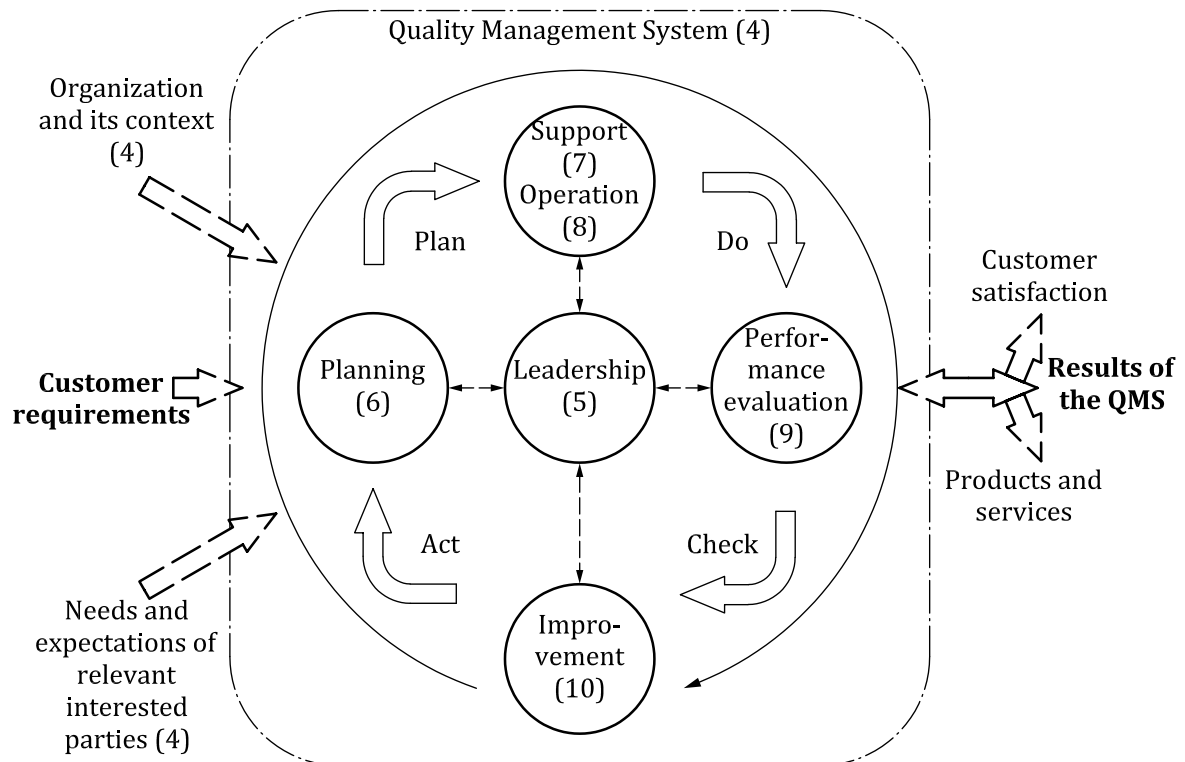 Quality Management System (4)
Organization
and its context
(4)
Support
(7)
Operation
(8)
Plan
Do
Customer
satisfaction
Planning
(6)
Leadership
(5)
Perfor-
mance
evaluation
(9)
Customer
requirements
Results of
the QMS
Products and
services
Act
Check
Needs and
expectations of
relevant
interested
parties (4)
Impro-
vement
(10)